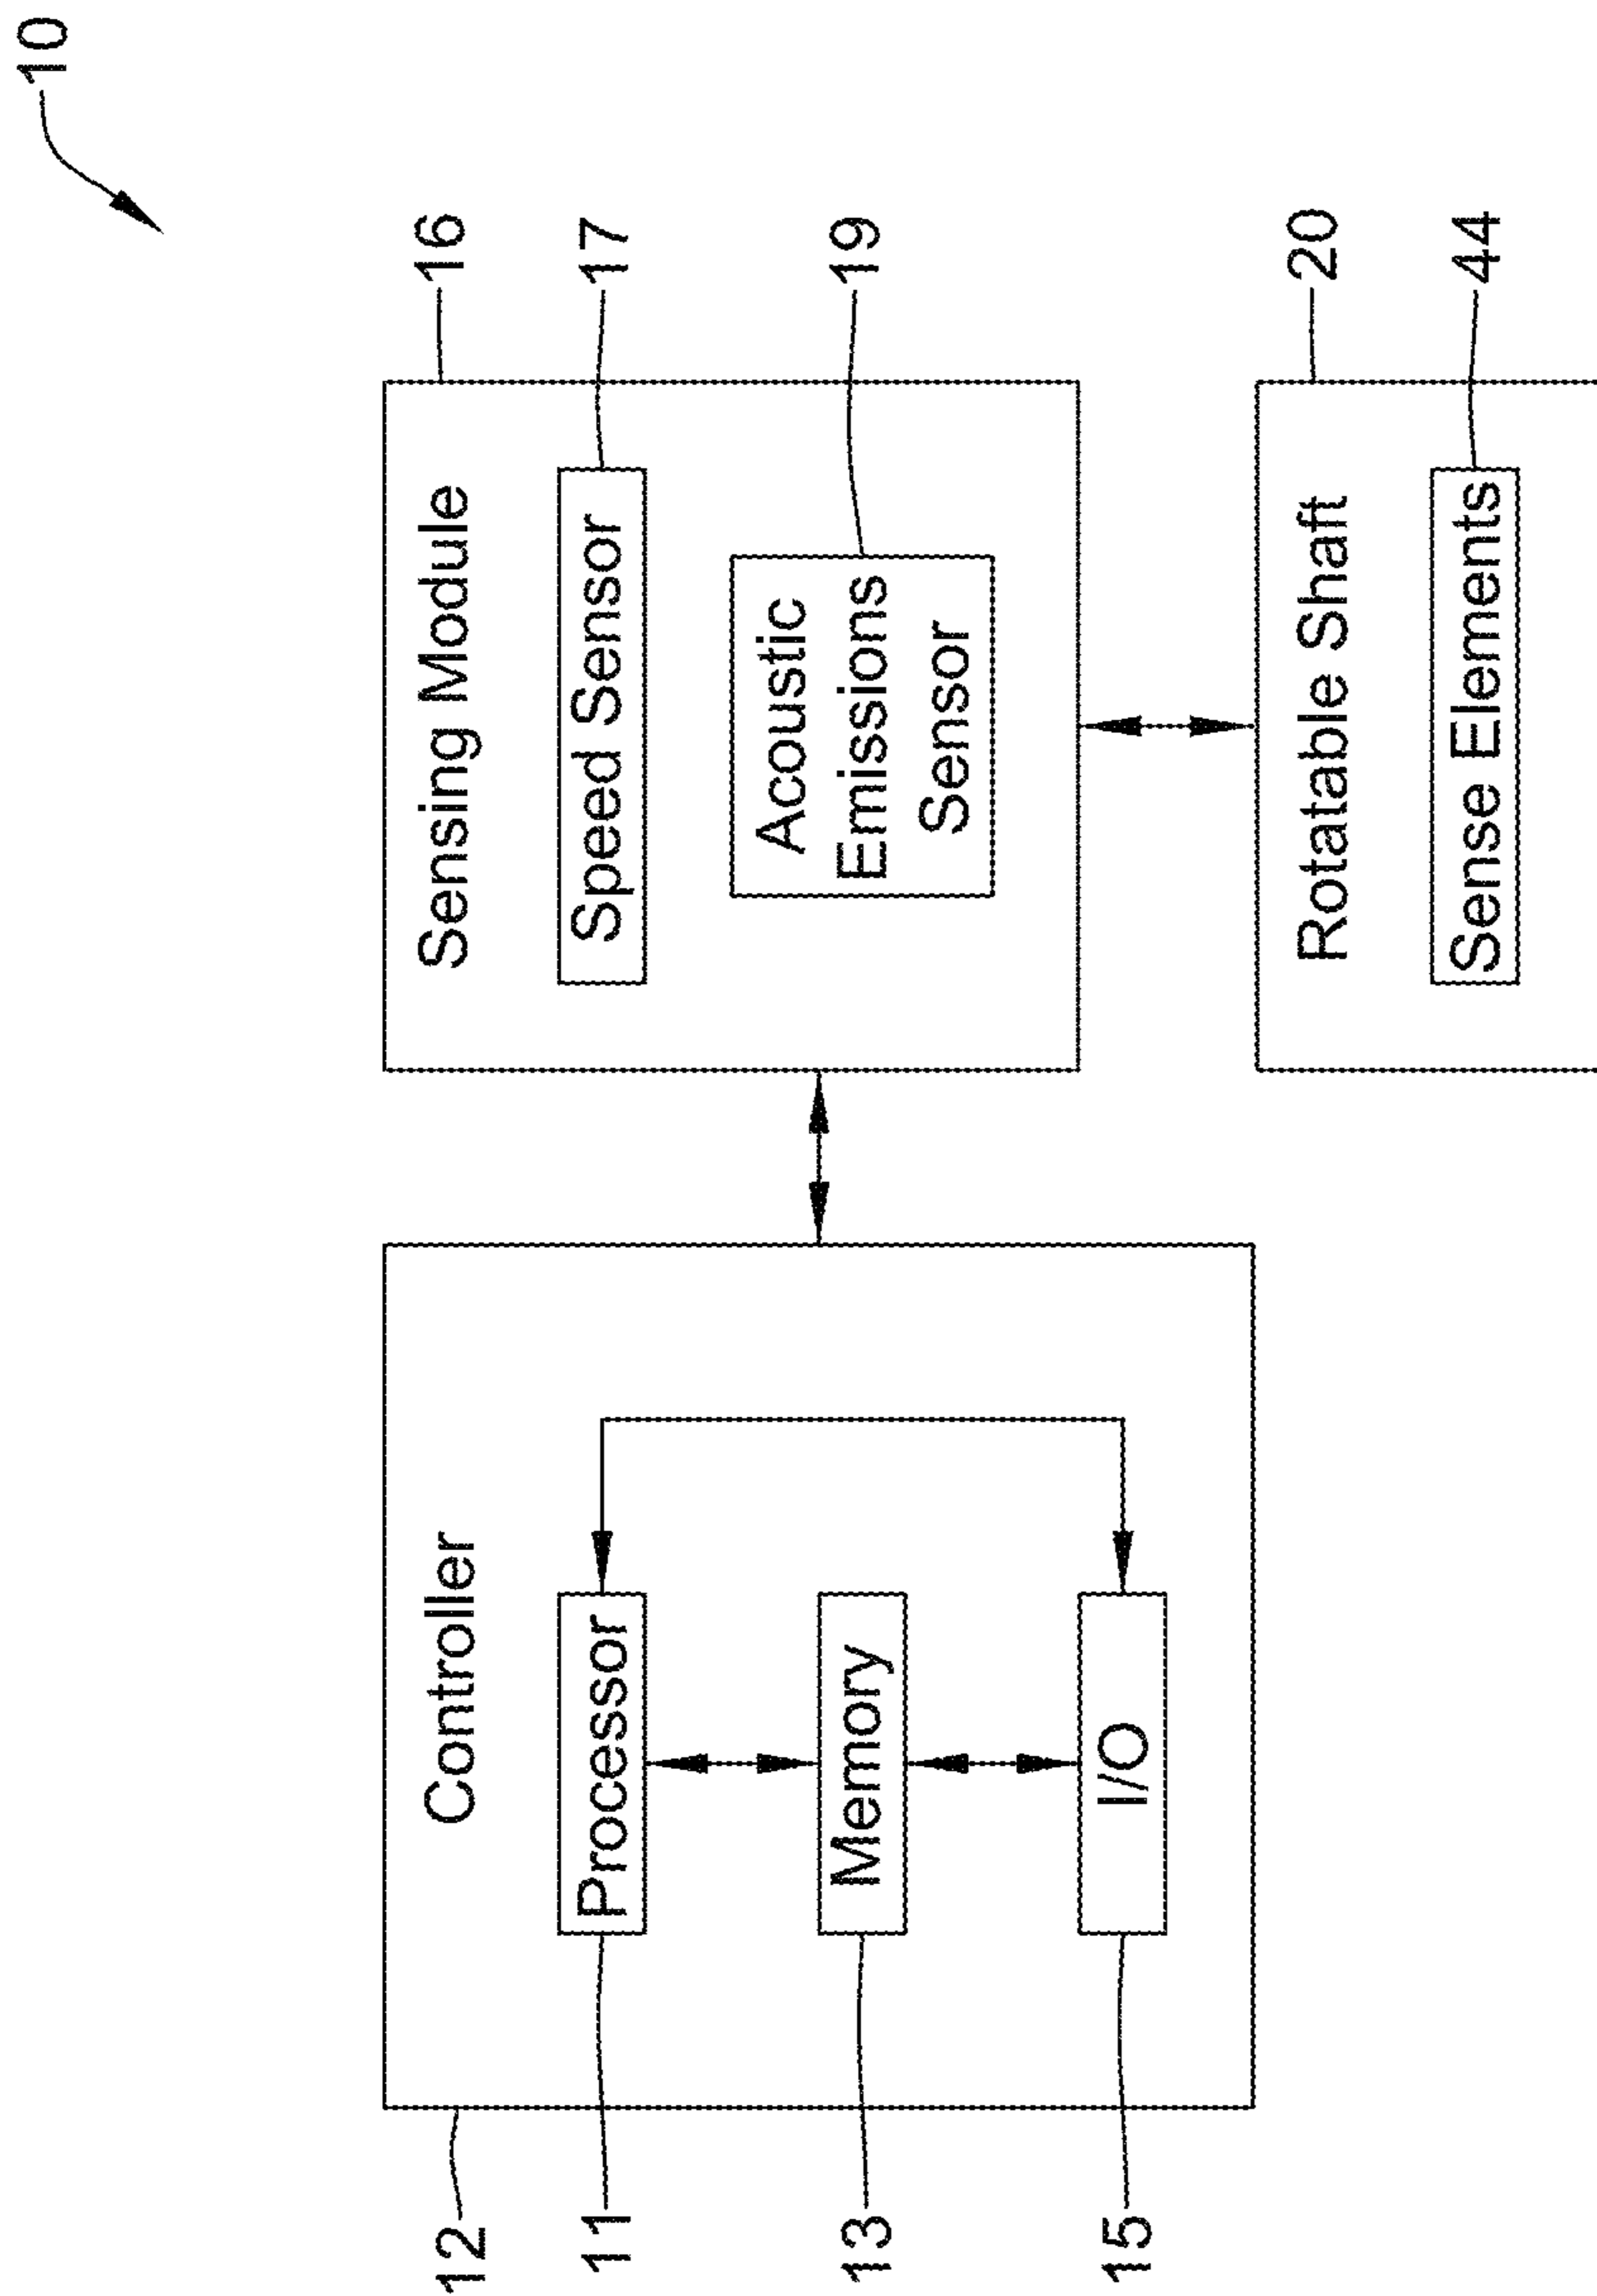 10
Controller
12
Processor
11
Memory
13
I/O
15
Sensing Module
16
Speed Sensor
17
Acoustic
Emissions
Sensor
19
Rotatable Shaft
20
Sense Elements
44